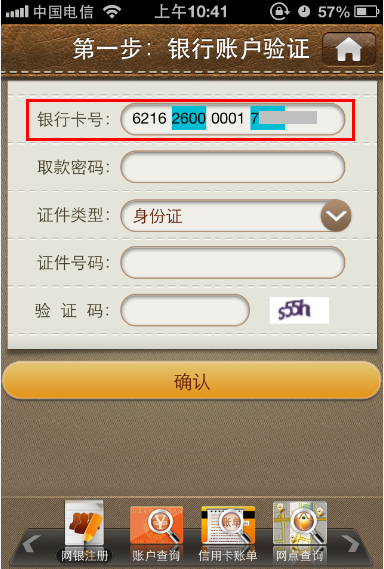 中国电信 上午10:41 57%
第一步：银行账户验证
银行卡号： 6216 2600 0001 7
取款密码：
证件类型： 身份证
证件号码：
验 证 码： s55h
确认
账单
网银注册 账户查询 信用卡账单 网点查询